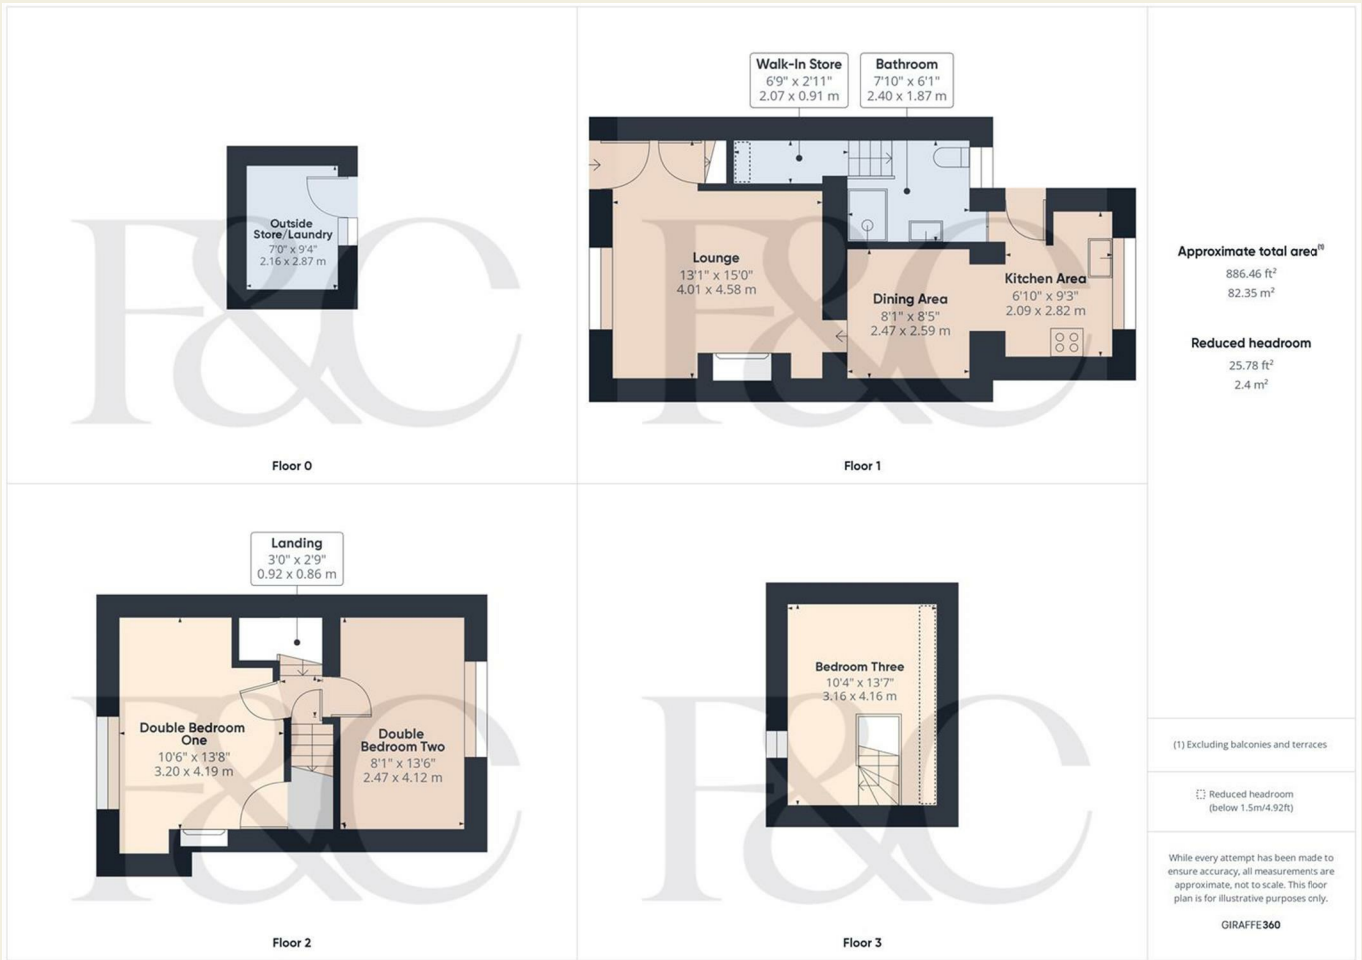 Outside
Store/Laundry
7'0" x 9'4"
2.16 x 2.87 m
F&C
Floor 0
Walk-In Store
6'9" x 2'11"
2.07 x 0.91 m
Bathroom
7'10" x 6'1"
2.40 x 1.87 m
Lounge
13'1" x 15'0"
4.01 x 4.58 m
Dining Area
8'1" x 8'5"
2.47 x 2.59 m
Kitchen Area
6'10" x 9'3"
2.09 x 2.82 m
F&C
Floor 1
Landing
3'0" x 2'9"
0.92 x 0.86 m
Double Bedroom
One
10'6" x 13'8"
3.20 x 4.19 m
Double
Bedroom Two
8'1" x 13'6"
2.47 x 4.12 m
F&C
Floor 2
Bedroom Three
10'4" x 13'7"
3.16 x 4.16 m
F&C
Floor 3
Approximate total area(1)
886.46 ft²
82.35 m²
Reduced headroom
25.78 ft²
2.4 m²
(1) Excluding balconies and terraces
Reduced headroom
(below 1.5m/4.92ft)
While every attempt has been made to
ensure accuracy, all measurements are
approximate, not to scale. This floor
plan is for illustrative purposes only.
GIRAFFE360